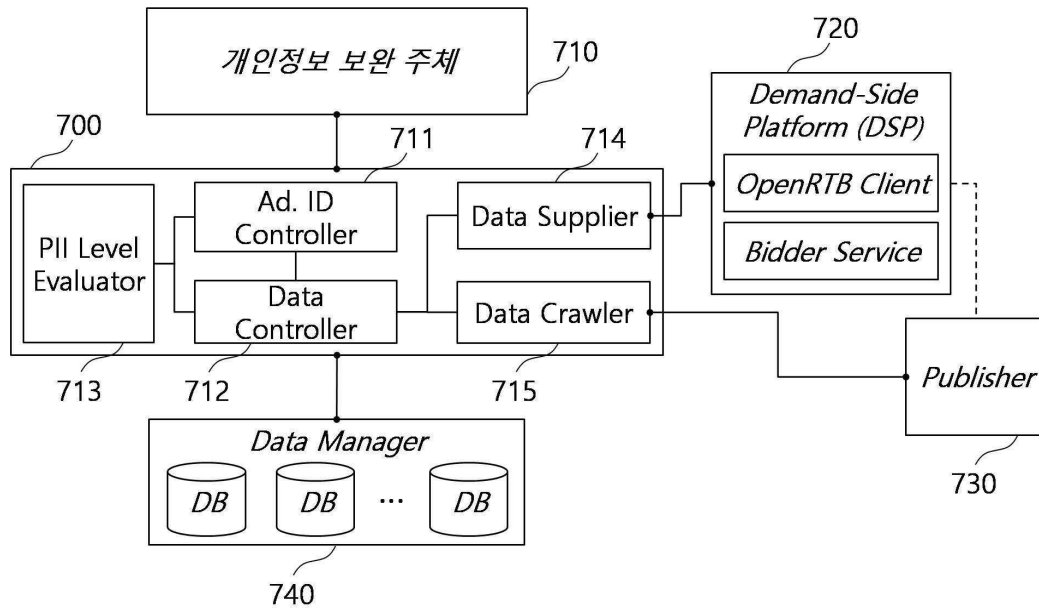 개인정보 보완 주체
710
720
Demand-Side
Platform (DSP)
OpenRTB Client
Bidder Service
700
711
714
PII Level
Evaluator
Ad. ID
Controller
Data
Controller
Data Supplier
Data Crawler
713
712
715
Publisher
730
Data Manager
DB
DB
...
DB
740